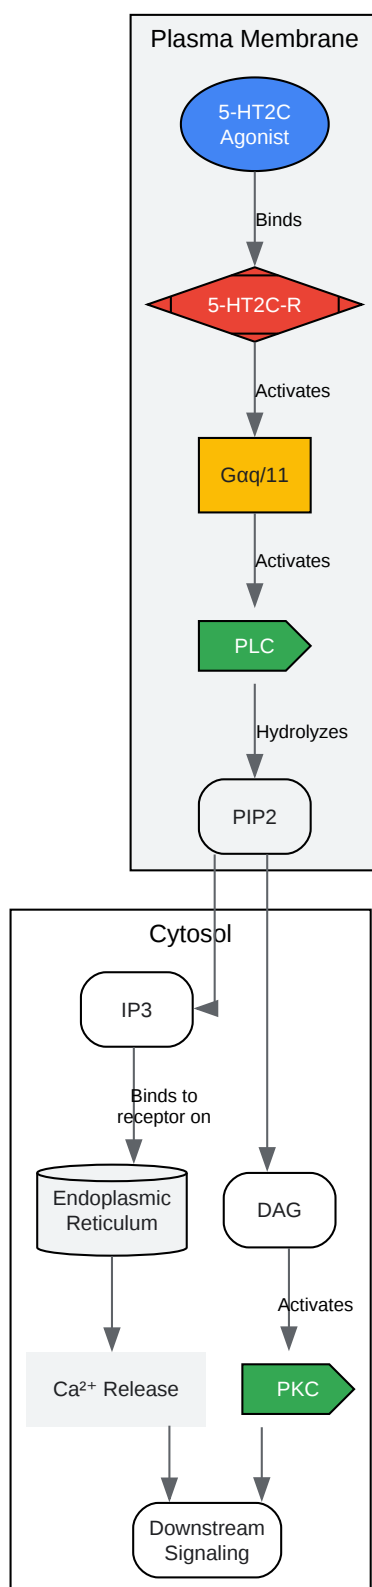 Plasma Membrane
5-HT2C
Agonist
Binds
5-HT2C-R
Activates
Gαq/11
Activates
PLC
Hydrolyzes
PIP2
Cytosol
IP3
Binds to
receptor on
Endoplasmic
Reticulum
DAG
Activates
Ca²⁺ Release
PKC
Downstream
Signaling